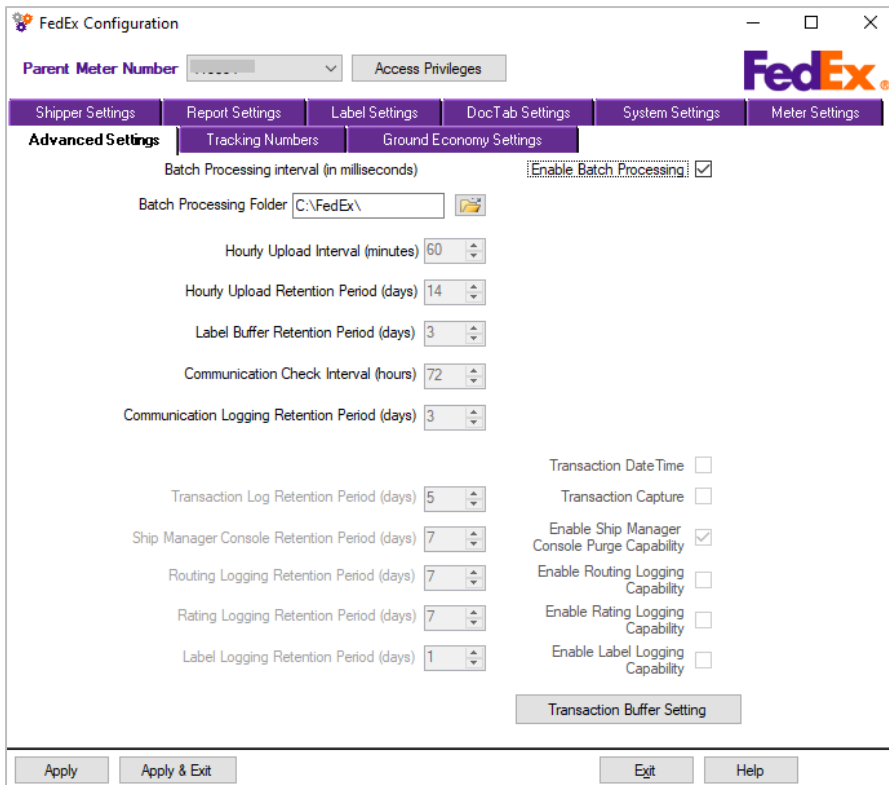 FedEx Configuration
Parent Meter Number Access Privileges FedEx ®
Shipper Settings Report Settings Label Settings DocTab Settings System Settings Meter Settings
Advanced Settings Tracking Numbers Ground Economy Settings
Batch Processing interval (in milliseconds) Enable Batch Processing
Batch Processing Folder C:\FedEx\
Hourly Upload Interval (minutes) 60
Hourly Upload Retention Period (days) 14
Label Buffer Retention Period (days) 3
Communication Check Interval (hours) 72
Communication Logging Retention Period (days) 3
Transaction DateTime
Transaction Log Retention Period (days) 5 Transaction Capture
Ship Manager Console Retention Period (days) 7 Enable Ship Manager
Console Purge Capability
Routing Logging Retention Period (days) 7 Enable Routing Logging
Capability
Rating Logging Retention Period (days) 7 Enable Rating Logging
Capability
Label Logging Retention Period (days) 1 Enable Label Logging
Capability
Transaction Buffer Setting
Apply Apply & Exit Exit Help